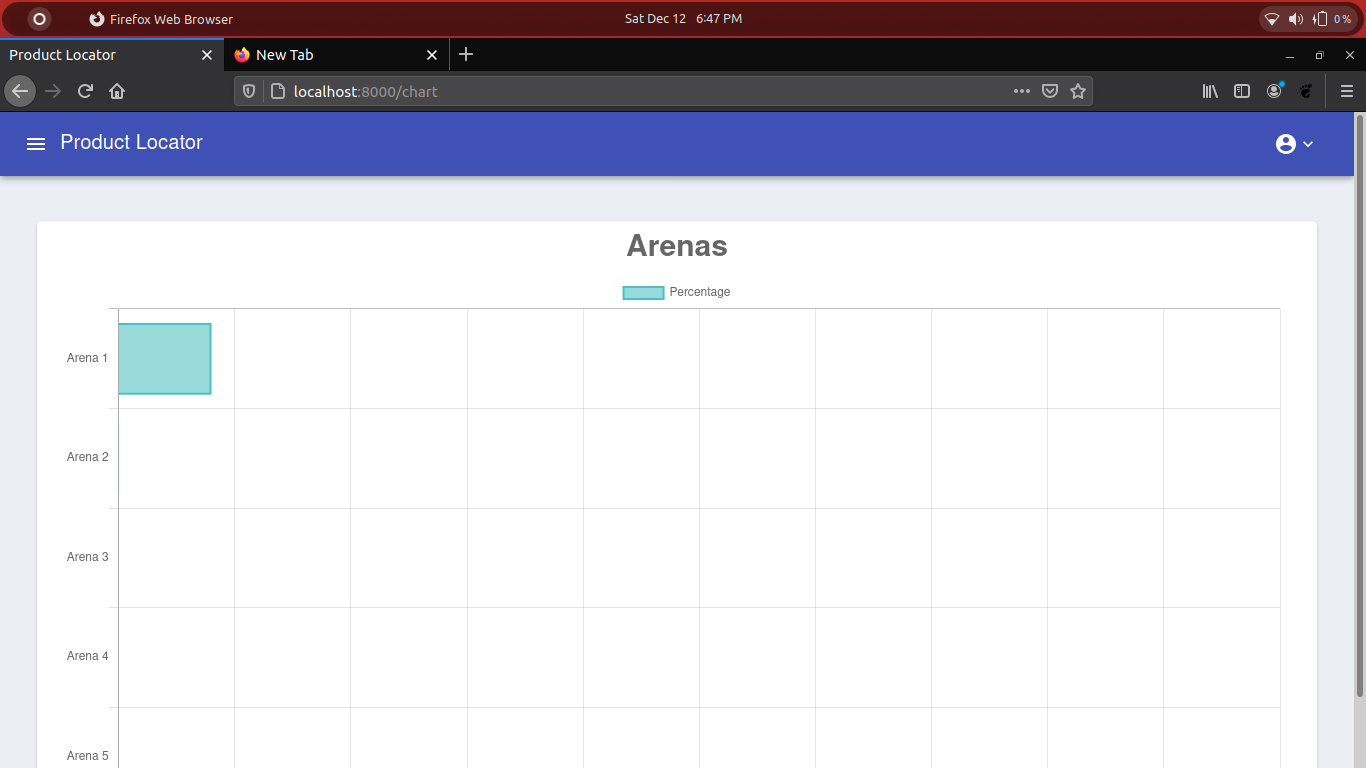 Firefox Web Browser
Sat Dec 12 6:47 PM
0 %
Product Locator
New Tab
localhost:8000/chart
Product Locator
Arenas
Percentage
Arena 1
Arena 2
Arena 3
Arena 4
Arena 5